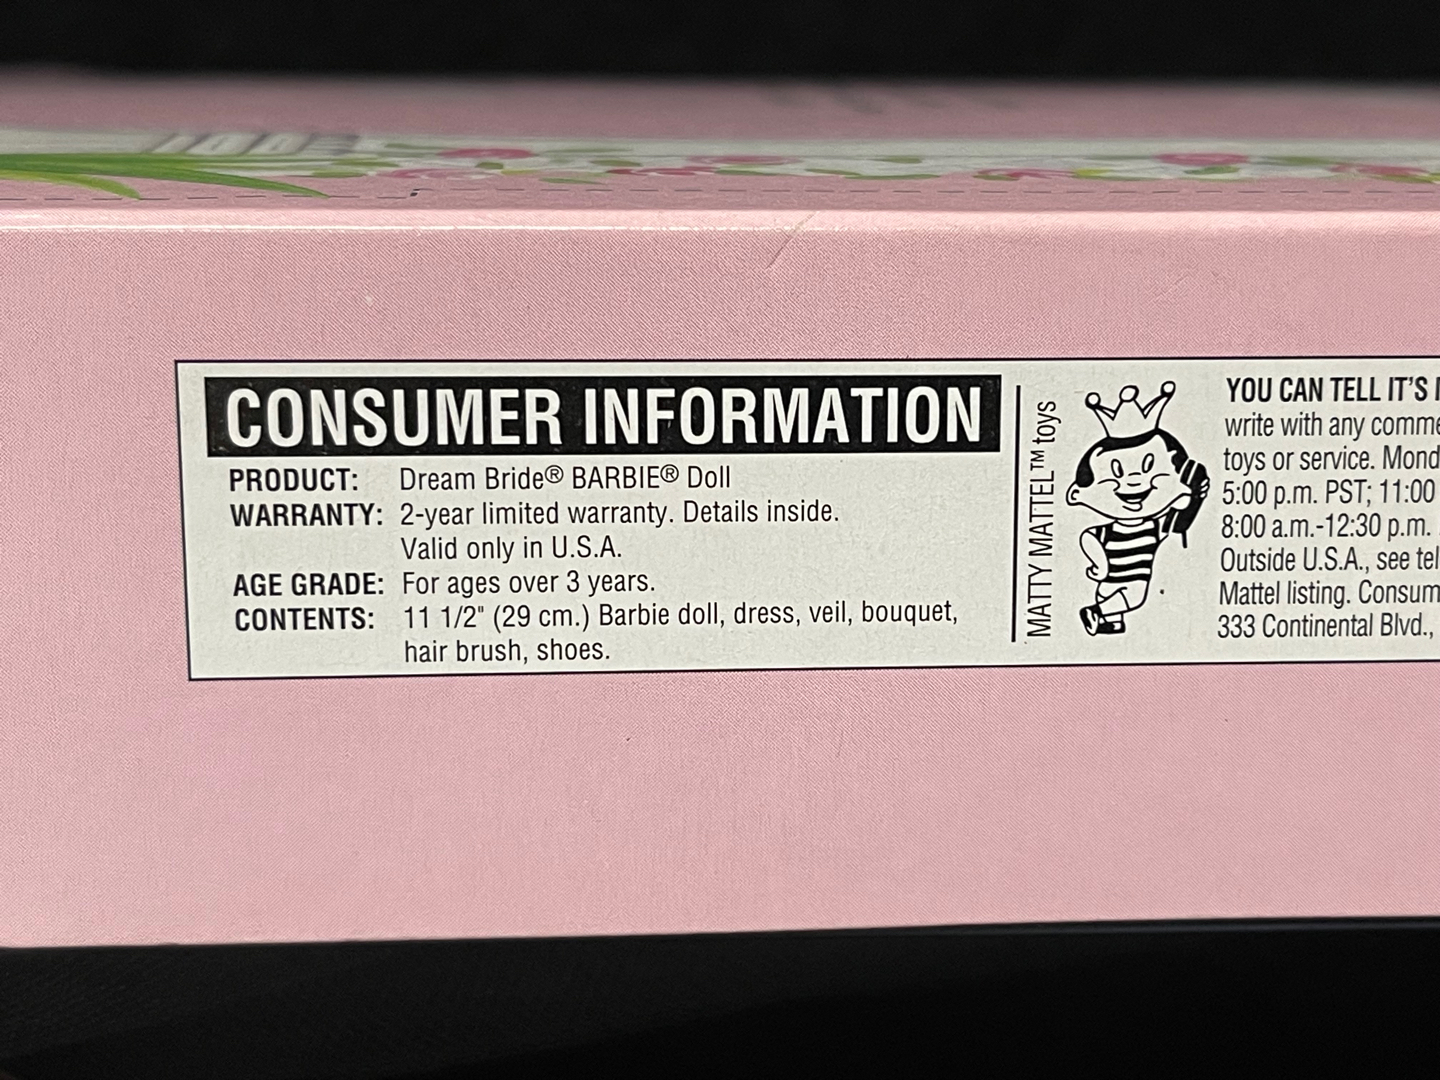 CONSUMER INFORMATION
PRODUCT: Dream Bride® BARBIE® Doll
WARRANTY: 2-year limited warranty. Details inside.
Valid only in U.S.A.
AGE GRADE: For ages over 3 years.
CONTENTS: 11 1/2" (29 cm.) Barbie doll, dress, veil, bouquet,
hair brush, shoes.
MATTY MATTEL™ toys
YOU CAN TELL IT'S
write with any
toys or service.
5:00 p.m. PST; 11:00
8:00 a.m.-12:30 p.m.
Outside U.S.A., see
Mattel listing.
333 Continental Blvd.,